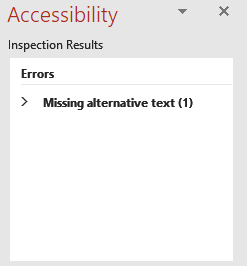 Accessibility
Inspection Results
Errors
Missing alternative text (1)